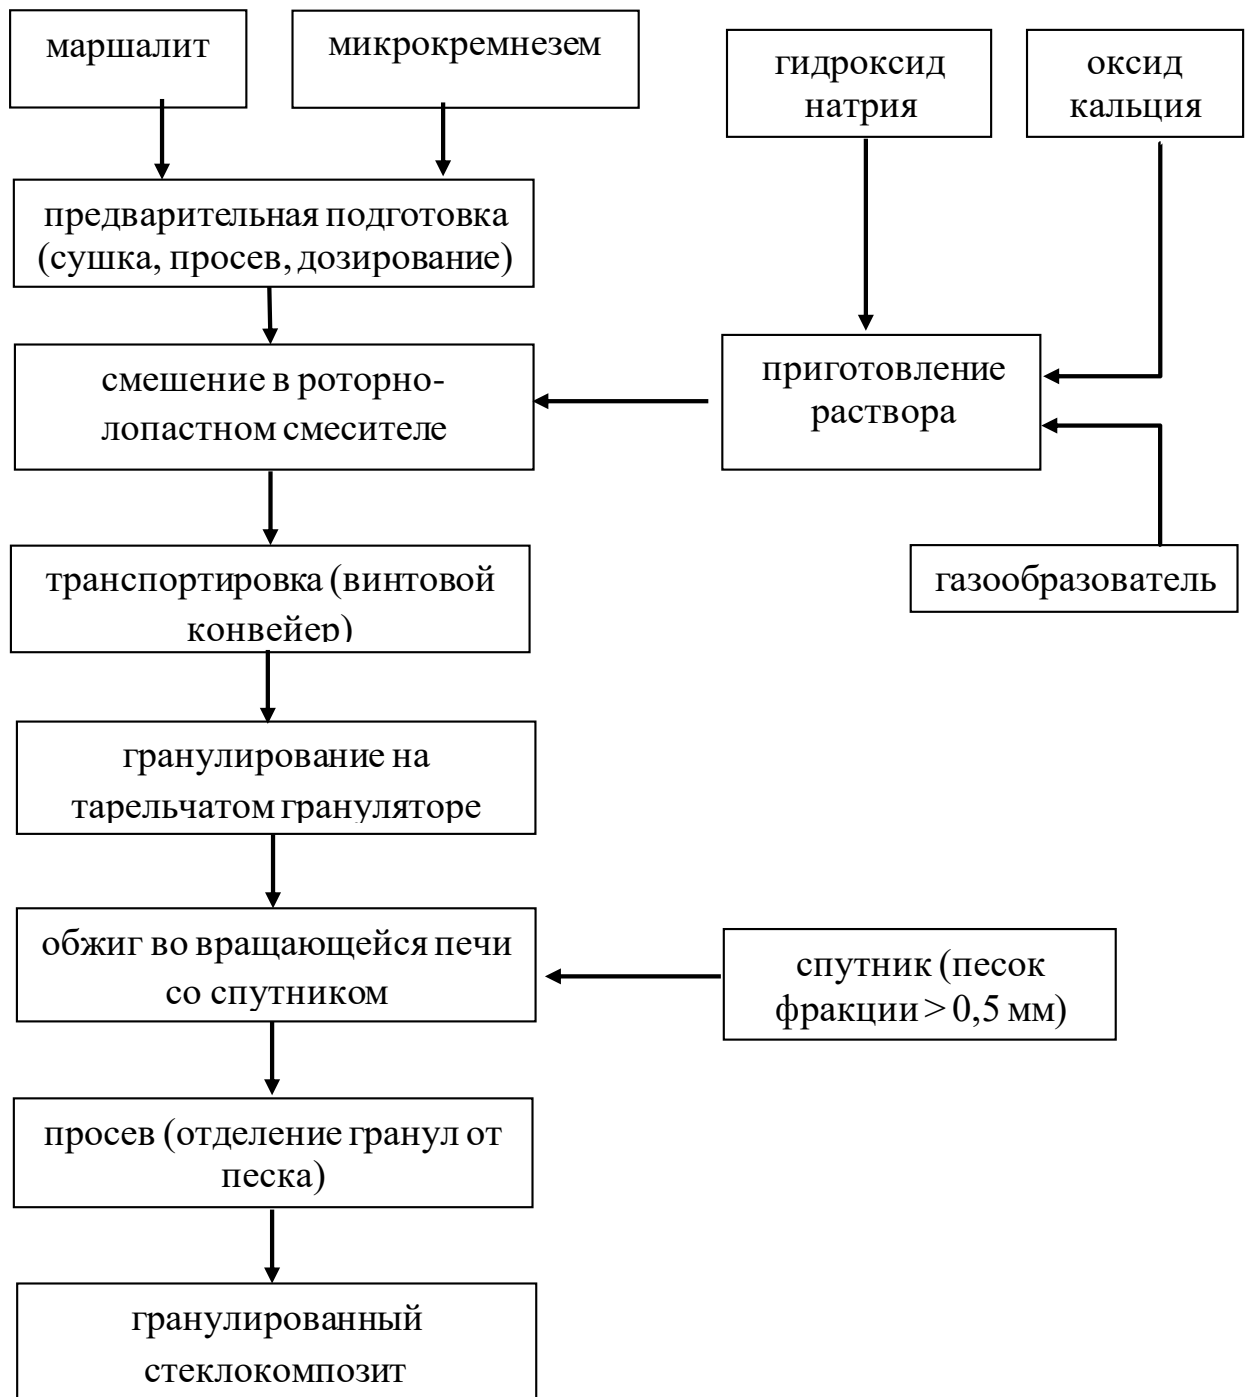 маршалит
микрокремнезем
гидроксид
натрия
оксид
кальция
предварительная подготовка
(сушка, просев, дозирование)
смешение в роторно-
лопастном смесителе
приготовление
раствора
транспортировка (винтовой
конвейер)
газообразователь
гранулирование на
тарельчатом грануляторе
обжиг во вращающейся печи
со спутником
спутник (песок
фракции > 0,5 мм)
просев (отделение гранул от
песка)
гранулированный
стеклокомпозит